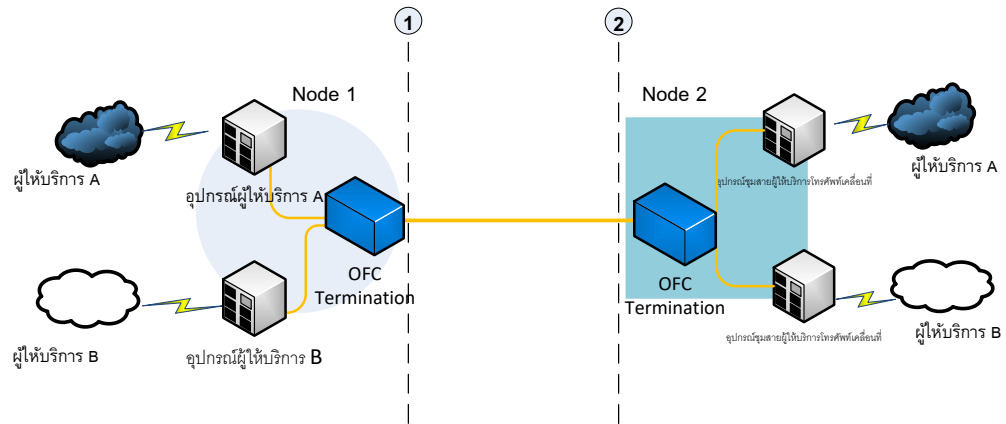 1
2
Node 1
Node 2
ผู้ให้บริการ A
อุปกรณ์ผู้ให้บริการ A
OFC
Termination
ผู้ให้บริการ B
อุปกรณ์ผู้ให้บริการ B
อุปกรณ์ชุมสายผู้ให้บริการโทรศัพท์เคลื่อนที่
ผู้ให้บริการ A
OFC
Termination
อุปกรณ์ชุมสายผู้ให้บริการโทรศัพท์เคลื่อนที่
ผู้ให้บริการ B